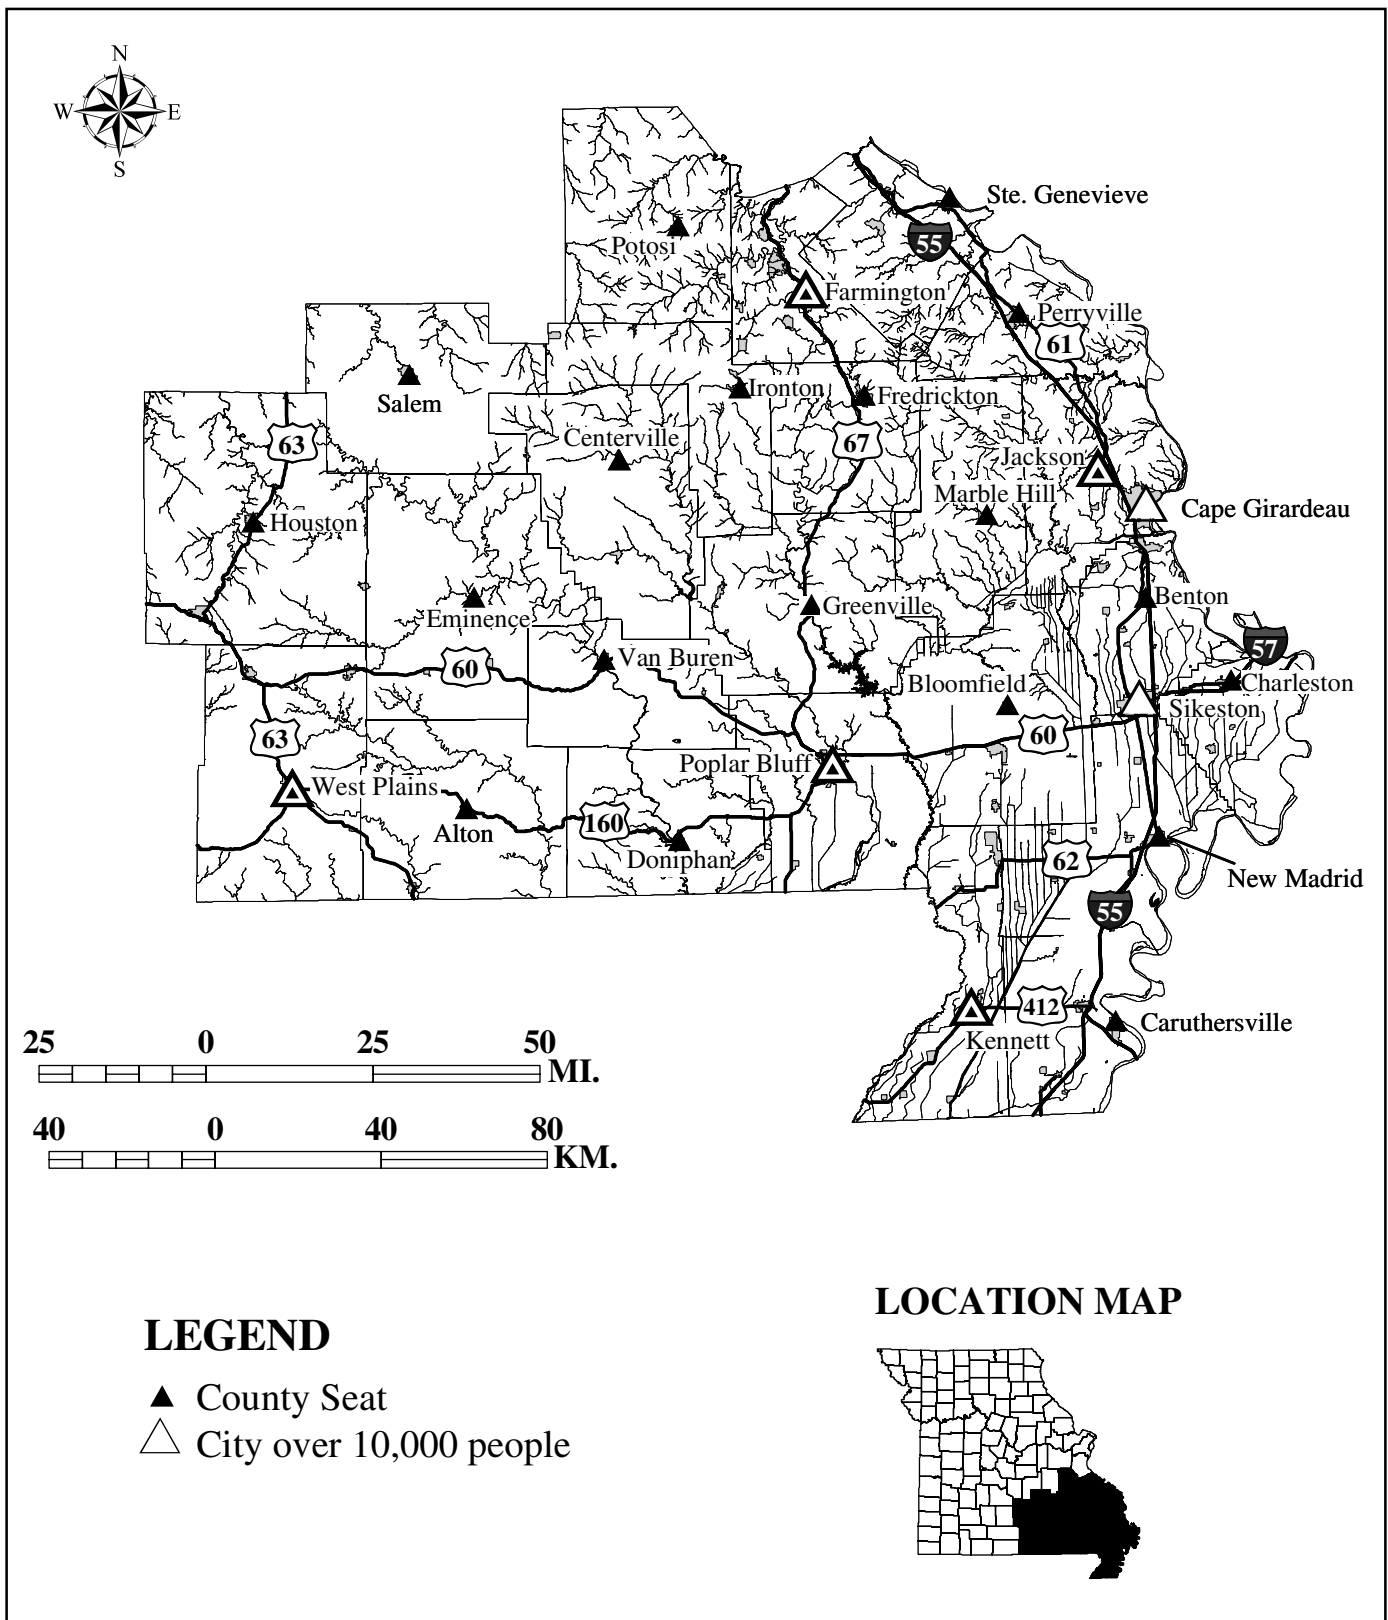 N
W
E
S
Ste. Genevieve
55
Potosi
Farmington
Perryville
61
Salem
Ironton
Fredrickton
63
Centerville
67
Jackson
Marble Hill
Cape Girardeau
Houston
Eminence
Greenville
Benton
57
60
Van Buren
Bloomfield
Charleston
Sikeston
63
60
Poplar Bluff
West Plains
Alton
160
Doniphan
62
New Madrid
55
412
Caruthersville
Kennett
25 0 25 50
MI.
40 0 40 80
KM.
LOCATION MAP
LEGEND
County Seat
City over 10,000 people